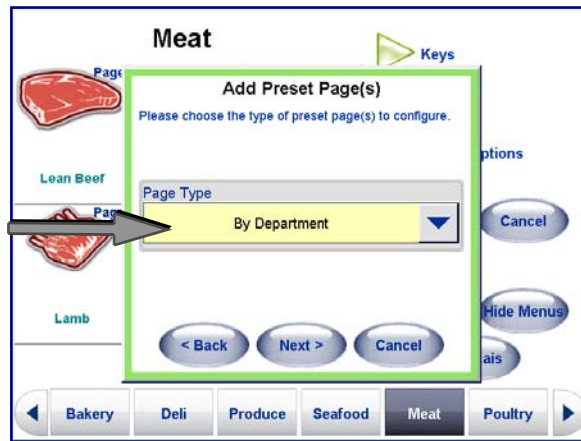 Meat
Keys
Page
Add Preset Page(s)
Please choose the type of preset page(s) to configure.
ptions
Lean Beef
Page Type
Pag
By Department
Cancel
Lamb
Hide Menus
< Back
Next >
Cancel
ais
Bakery
Deli
Produce
Seafood
Meat
Poultry